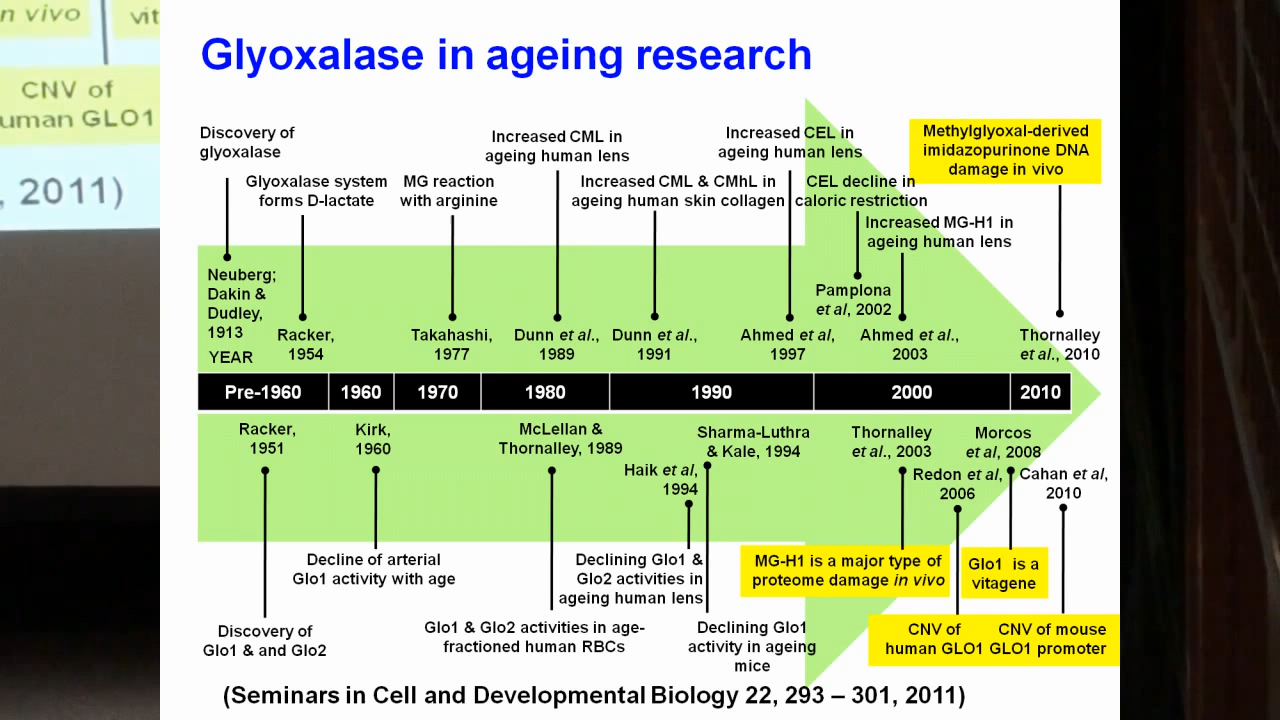 n vivo
vit
CNV of
uman GLO1
, 2011)
Glyoxalase in ageing research
Discovery of
glyoxalase
Glyoxalase system
forms D-lactate
MG reaction
with arginine
Increased CML in
ageing human lens
Increased CML & CMhL in
ageing human skin collagen
Increased CEL in
ageing human lens
CEL decline in
caloric restriction
Increased MG-H1 in
ageing human lens
Methylglyoxal-derived
imidazopurinone DNA
damage in vivo
Neuberg;
Dakin &
Dudley,
1913
Racker,
1954
Takahashi,
1977
Dunn et al.,
1989
Dunn et al.,
1991
Ahmed et al,
1997
Pamplona
et al, 2002
Ahmed et al.,
2003
Thornalley
et al., 2010
YEAR
Pre-1960 1960 1970 1980 1990 2000 2010
Racker,
1951
Kirk,
1960
McLellan &
Thornalley, 1989
Haik et al,
1994
Sharma-Luthra
& Kale, 1994
Thornalley
et al., 2003
Redon et al,
2006
Morcos
et al, 2008
Cahan et al,
2010
Discovery of
Glo1 & and Glo2
Decline of arterial
Glo1 activity with age
Glo1 & Glo2 activities in age-
fractioned human RBCs
Declining Glo1 &
Glo2 activities in
ageing human lens
Declining Glo1
activity in ageing
mice
MG-H1 is a major type of
proteome damage in vivo
Glo1 is a
vitagene
CNV of
human GLO1
CNV of mouse
GLO1 promoter
(Seminars in Cell and Developmental Biology 22, 293 – 301, 2011)